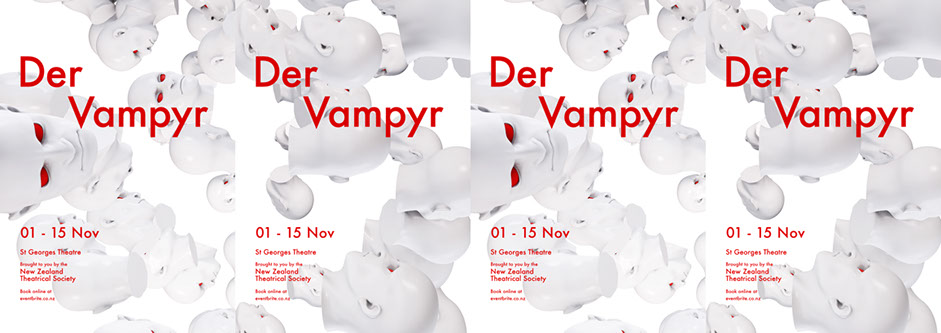 Der
Vampyr
01 - 15 Nov
St Georges Theatre
Brought to you by the
New Zealand
Theatrical Society
Book online at
eventbrite.co.nz
Der
Vampyr
01 - 15 Nov
St Georges Theatre
Brought to you by the
New Zealand
Theatrical Society
Book online at
eventbrite.co.nz
Der
Vampyr
01 - 15 Nov
St Georges Theatre
Brought to you by the
New Zealand
Theatrical Society
Book online at
eventbrite.co.nz
Der
Vampyr
01 - 15 Nov
St Georges Theatre
Brought to you by the
New Zealand
Theatrical Society
Book online at
eventbrite.co.nz